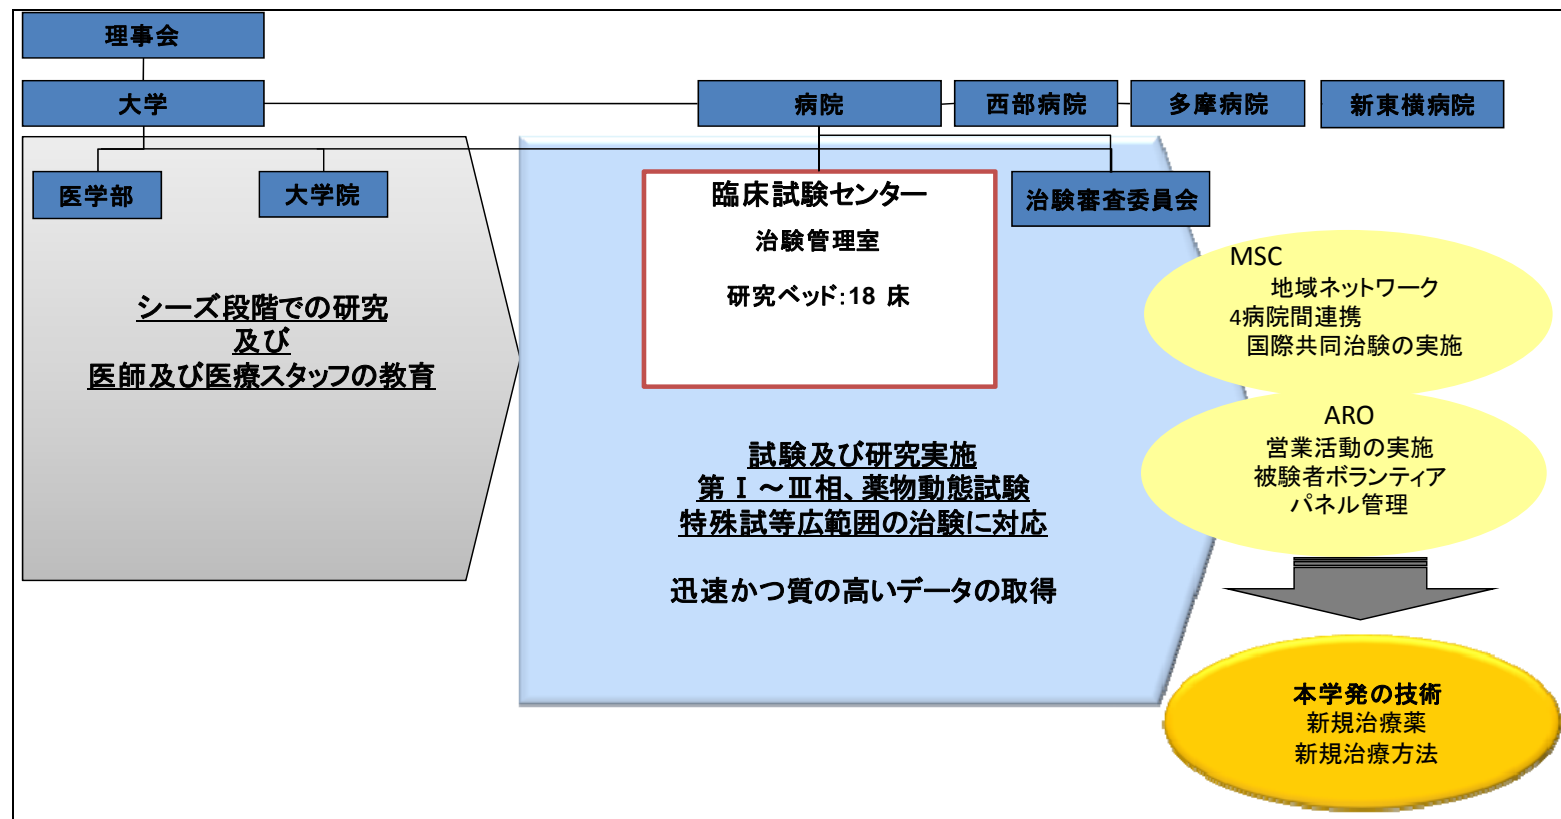 理事会
大学
病院
西部病院
多摩病院
新東横病院
医学部
大学院
臨床試験センター
治験管理室
研究ベッド:18 床
治験審査委員会
シーズ段階での研究
及び
医師及び医療スタッフの教育
試験及び研究実施
第Ⅰ～Ⅲ相、薬物動態試験
特殊試等広範囲の治験に対応
迅速かつ質の高いデータの取得
MSC
地域ネットワーク
4病院間連携
国際共同治験の実施
ARO
営業活動の実施
被験者ボランティア
パネル管理
本学発の技術
新規治療薬
新規治療方法